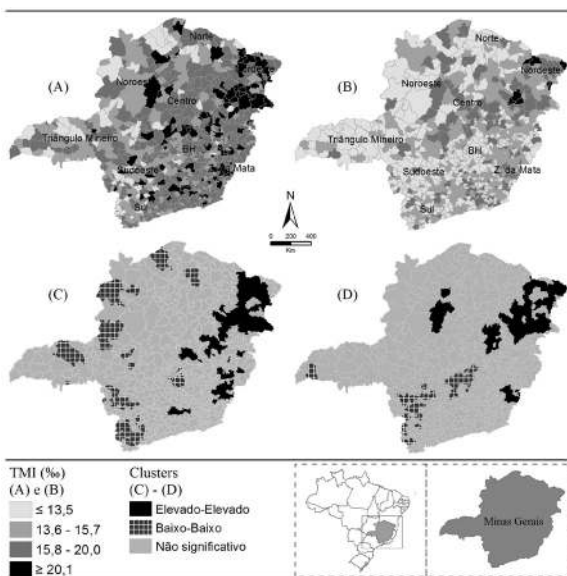 (A)
Norte
Nordeste
Noroeste
Centro
Triângulo Mineiro
BH
Sudoeste
da Mata
Sul
(B)
Norte
Nordeste
Noroeste
Centro
Triângulo Mineiro
BH
Sudoeste
Z. da Mata
Sul
N
0 200 400
Km
(C)
(D)
TMI (‰)
(A) e (B)
≤ 13,5
13,6 - 15,7
15,8 - 20,0
≥ 20,1
Clusters
(C) - (D)
Elevado-Elevado
Baixo-Baixo
Não significativo
Minas Gerais